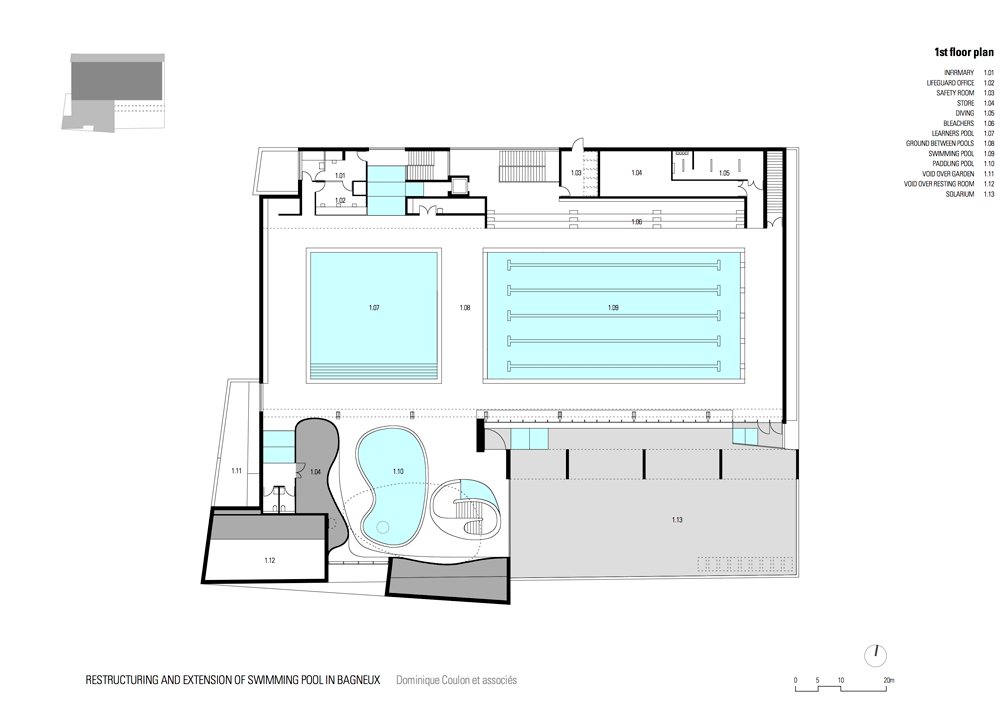 1st floor plan
INFIRMARY 1.01
LIFEGUARD OFFICE 1.02
SAFETY ROOM 1.03
STORE 1.04
DIVING 1.05
BLEACHERS 1.06
LEARNERS POOL 1.07
GROUND BETWEEN POOLS 1.08
SWIMMING POOL 1.09
PADDLING POOL 1.10
VOID OVER GARDEN 1.11
VOID OVER RESTING ROOM 1.12
SOLARIUM 1.13
1.01
1.03
1.04
1.05
1.02
1.06
1.07
1.08
1.09
1.11
1.04
1.10
1.13
1.12
RESTRUCTURING AND EXTENSION OF SWIMMING POOL IN BAGNEUX Dominique Coulon et associés
0 5 10 20m